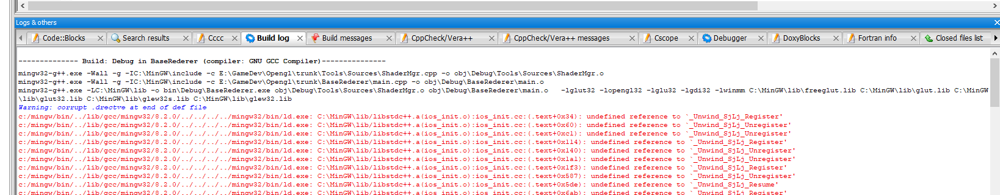 Logs & others
Code::Blocks Search results Cccc Build log Build messages CppCheck/Vera++ CppCheck/Vera++ messages Cscope Debugger DoxyBlocks Fortran info Closed files list
-------------- Build: Debug in BaseRederer (compiler: GNU GCC Compiler)---------------
mingw32-g++.exe -Wall -g -IC:\MinGW\include -c E:\GameDev\Opengl\trunk\Tools\Sources\ShaderMgr.cpp -o obj\Debug\Tools\Sources\ShaderMgr.o
mingw32-g++.exe -Wall -g -IC:\MinGW\include -c E:\GameDev\Opengl\trunk\BaseRederer\main.cpp -o obj\Debug\BaseRederer\main.o
mingw32-g++.exe -LC:\MinGW\lib -o bin\Debug\BaseRederer.exe obj\Debug\Tools\Sources\ShaderMgr.o obj\Debug\BaseRederer\main.o   -lglut32 -lopengl32 -lglu32 -lgdi32 -lwinmm C:\MinGW\lib\freeglut.lib C:\MinGW\lib\glut.lib C:\MinGW
\lib\glut32.lib C:\MinGW\lib\glew32s.lib C:\MinGW\lib\glew32.lib
Warning: corrupt .drectve at end of def file
c:/mingw/bin/../lib/gcc/mingw32/8.2.0/../../../../mingw32/bin/ld.exe: C:\MinGW\lib/libstdc++.a(ios_init.o):ios_init.cc:(.text+0x34): undefined reference to `_Unwind_SjLj_Register'
c:/mingw/bin/../lib/gcc/mingw32/8.2.0/../../../../mingw32/bin/ld.exe: C:\MinGW\lib/libstdc++.a(ios_init.o):ios_init.cc:(.text+0x60): undefined reference to `_Unwind_SjLj_Unregister'
c:/mingw/bin/../lib/gcc/mingw32/8.2.0/../../../../mingw32/bin/ld.exe: C:\MinGW\lib/libstdc++.a(ios_init.o):ios_init.cc:(.text+0xc1): undefined reference to `_Unwind_SjLj_Unregister'
c:/mingw/bin/../lib/gcc/mingw32/8.2.0/../../../../mingw32/bin/ld.exe: C:\MinGW\lib/libstdc++.a(ios_init.o):ios_init.cc:(.text+0x114): undefined reference to `_Unwind_SjLj_Register'
c:/mingw/bin/../lib/gcc/mingw32/8.2.0/../../../../mingw32/bin/ld.exe: C:\MinGW\lib/libstdc++.a(ios_init.o):ios_init.cc:(.text+0x140): undefined reference to `_Unwind_SjLj_Unregister'
c:/mingw/bin/../lib/gcc/mingw32/8.2.0/../../../../mingw32/bin/ld.exe: C:\MinGW\lib/libstdc++.a(ios_init.o):ios_init.cc:(.text+0x1a1): undefined reference to `_Unwind_SjLj_Unregister'
c:/mingw/bin/../lib/gcc/mingw32/8.2.0/../../../../mingw32/bin/ld.exe: C:\MinGW\lib/libstdc++.a(ios_init.o):ios_init.cc:(.text+0x1f3): undefined reference to `_Unwind_SjLj_Register'
c:/mingw/bin/../lib/gcc/mingw32/8.2.0/../../../../mingw32/bin/ld.exe: C:\MinGW\lib/libstdc++.a(ios_init.o):ios_init.cc:(.text+0x587): undefined reference to `_Unwind_SjLj_Unregister'
c:/mingw/bin/../lib/gcc/mingw32/8.2.0/../../../../mingw32/bin/ld.exe: C:\MinGW\lib/libstdc++.a(ios_init.o):ios_init.cc:(.text+0x5de): undefined reference to `_Unwind_SjLj_Resume'
c:/mingw/bin/../lib/gcc/mingw32/8.2.0/../../../../mingw32/bin/ld.exe: C:\MinGW\lib/libstdc++.a(ios_init.o):ios_init.cc:(.text+0x6ab): undefined reference to `_Unwind_SjLj_Unregister'